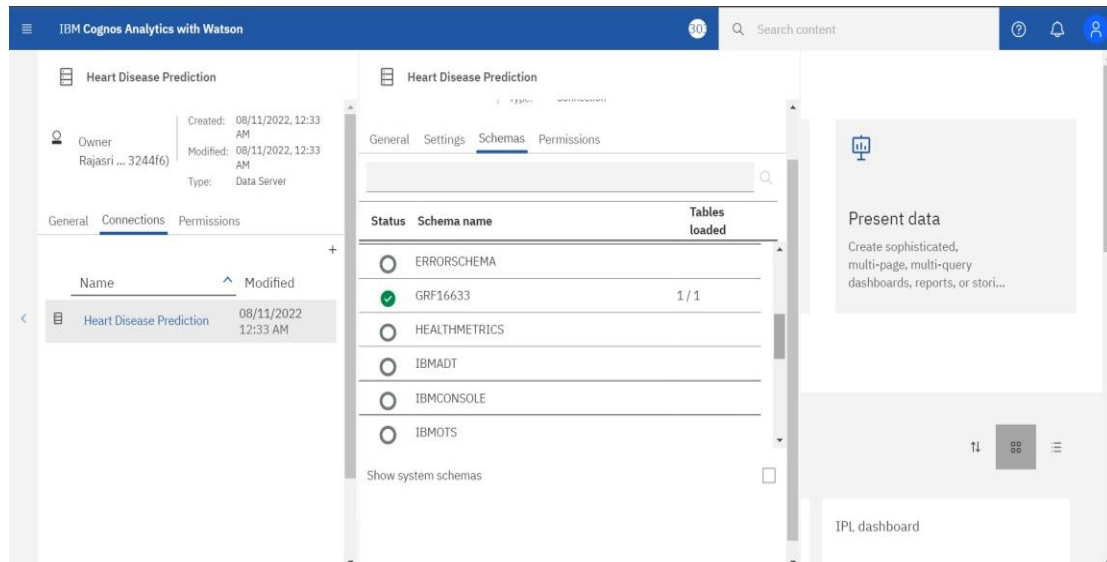 IBM Cognos Analytics with Watson
303
Search content
Heart Disease Prediction
Owner
Rajasri ... 3244f6)
Created: 08/11/2022, 12:33
AM
Modified: 08/11/2022, 12:33
AM
Type: Data Server
General Connections Permissions
+
Name Modified
Heart Disease Prediction 08/11/2022
12:33 AM
Heart Disease Prediction
Type: Connection
General Settings Schemas Permissions
Status Schema name Tables
loaded
ERRORSCHEMA
GRF16633 1/1
HEALTHMETRICS
IBMADT
IBMCONSOLE
IBMOTS
Show system schemas
Present data
Create sophisticated,
multi-page, multi-query
dashboards, reports, or stori...
IPL dashboard